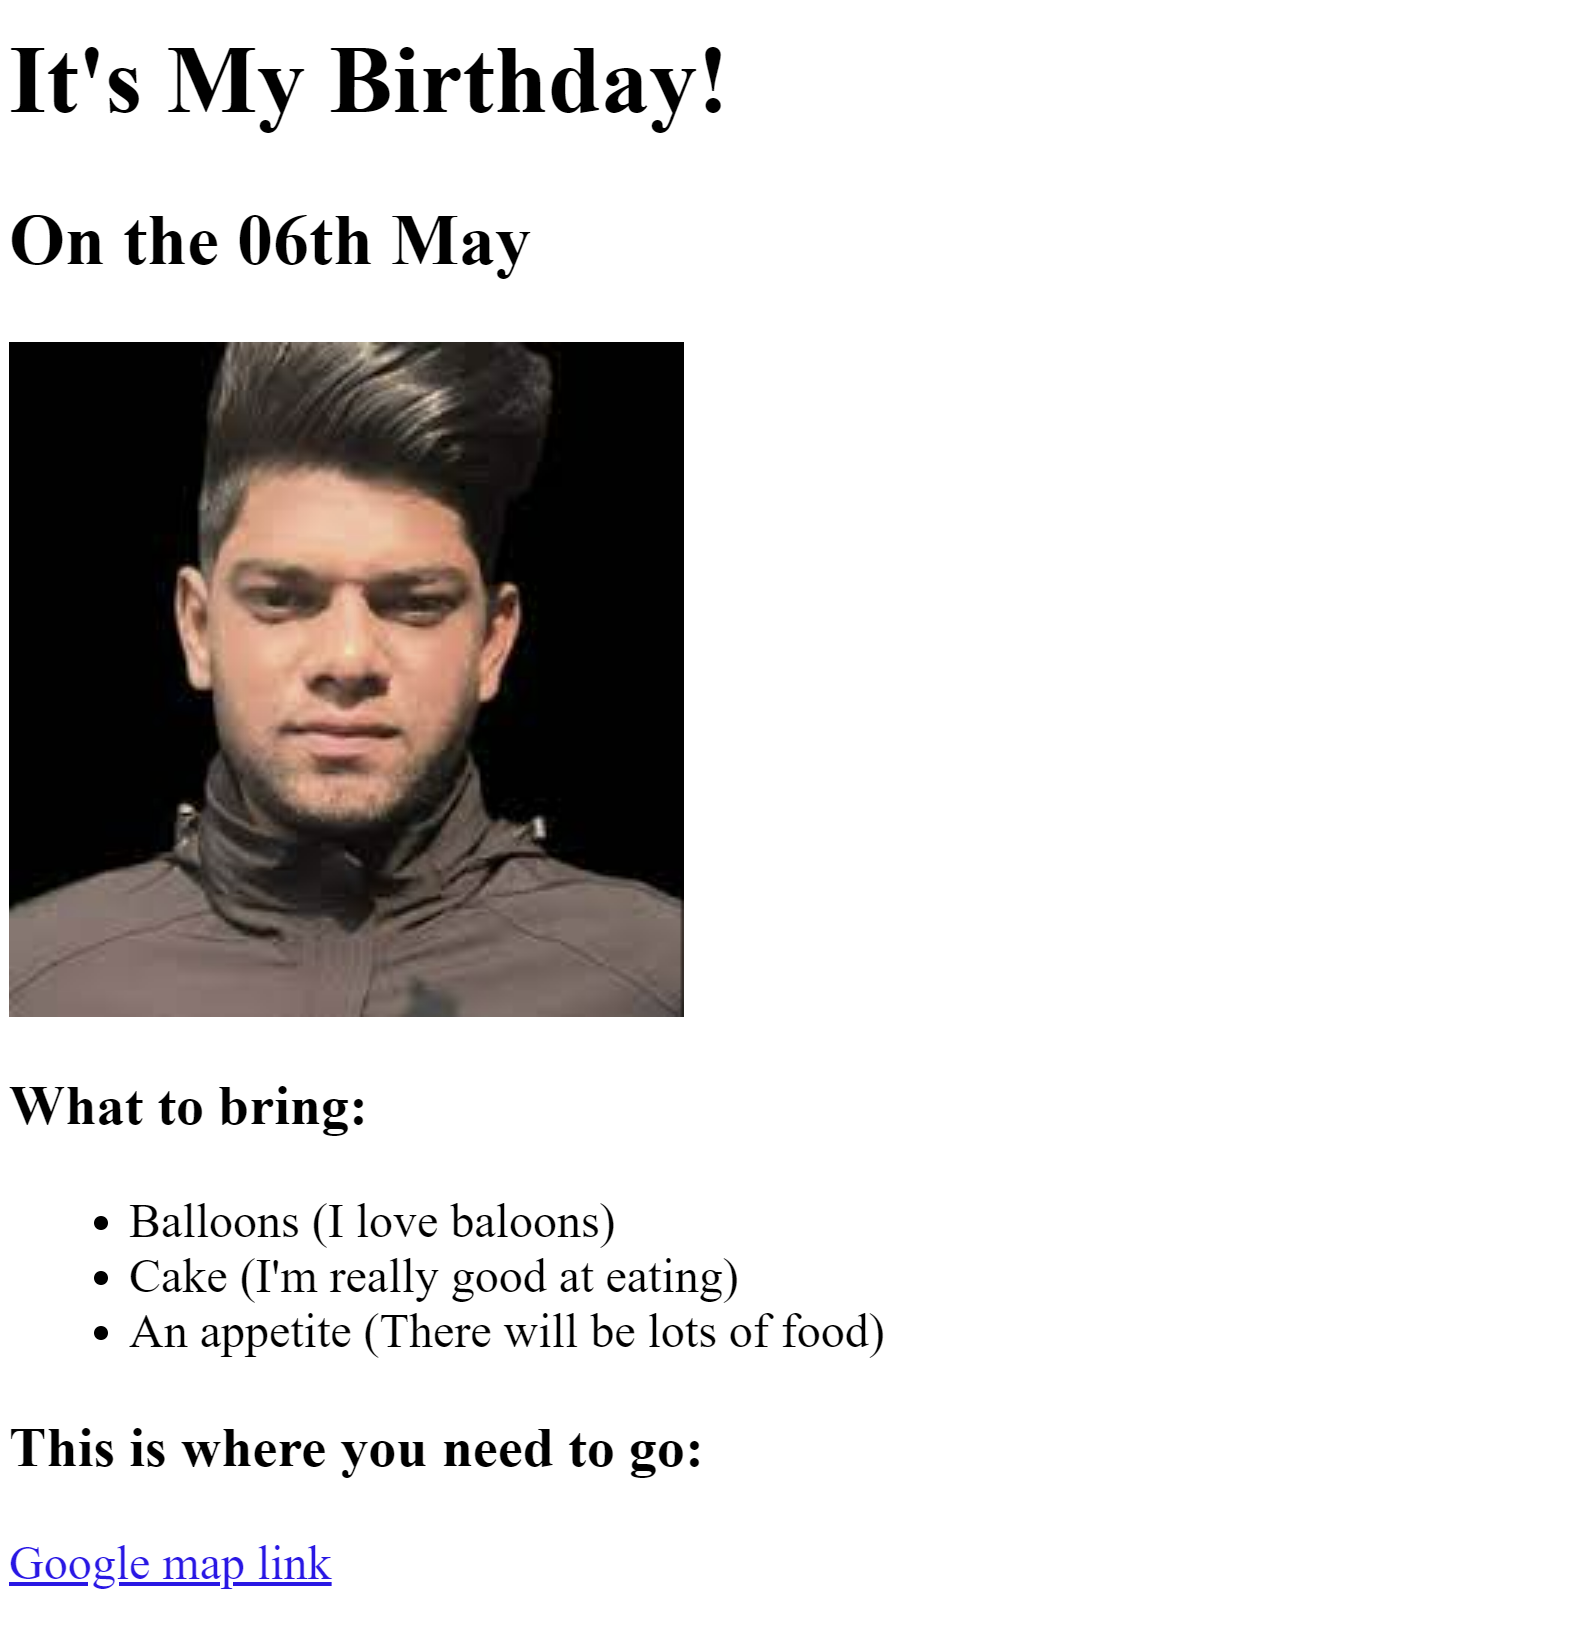 It's My Birthday!
On the 06th May
What to bring:
Balloons (I love baloons)
Cake (I'm really good at eating)
An appetite (There will be lots of food)
This is where you need to go:
Google map link